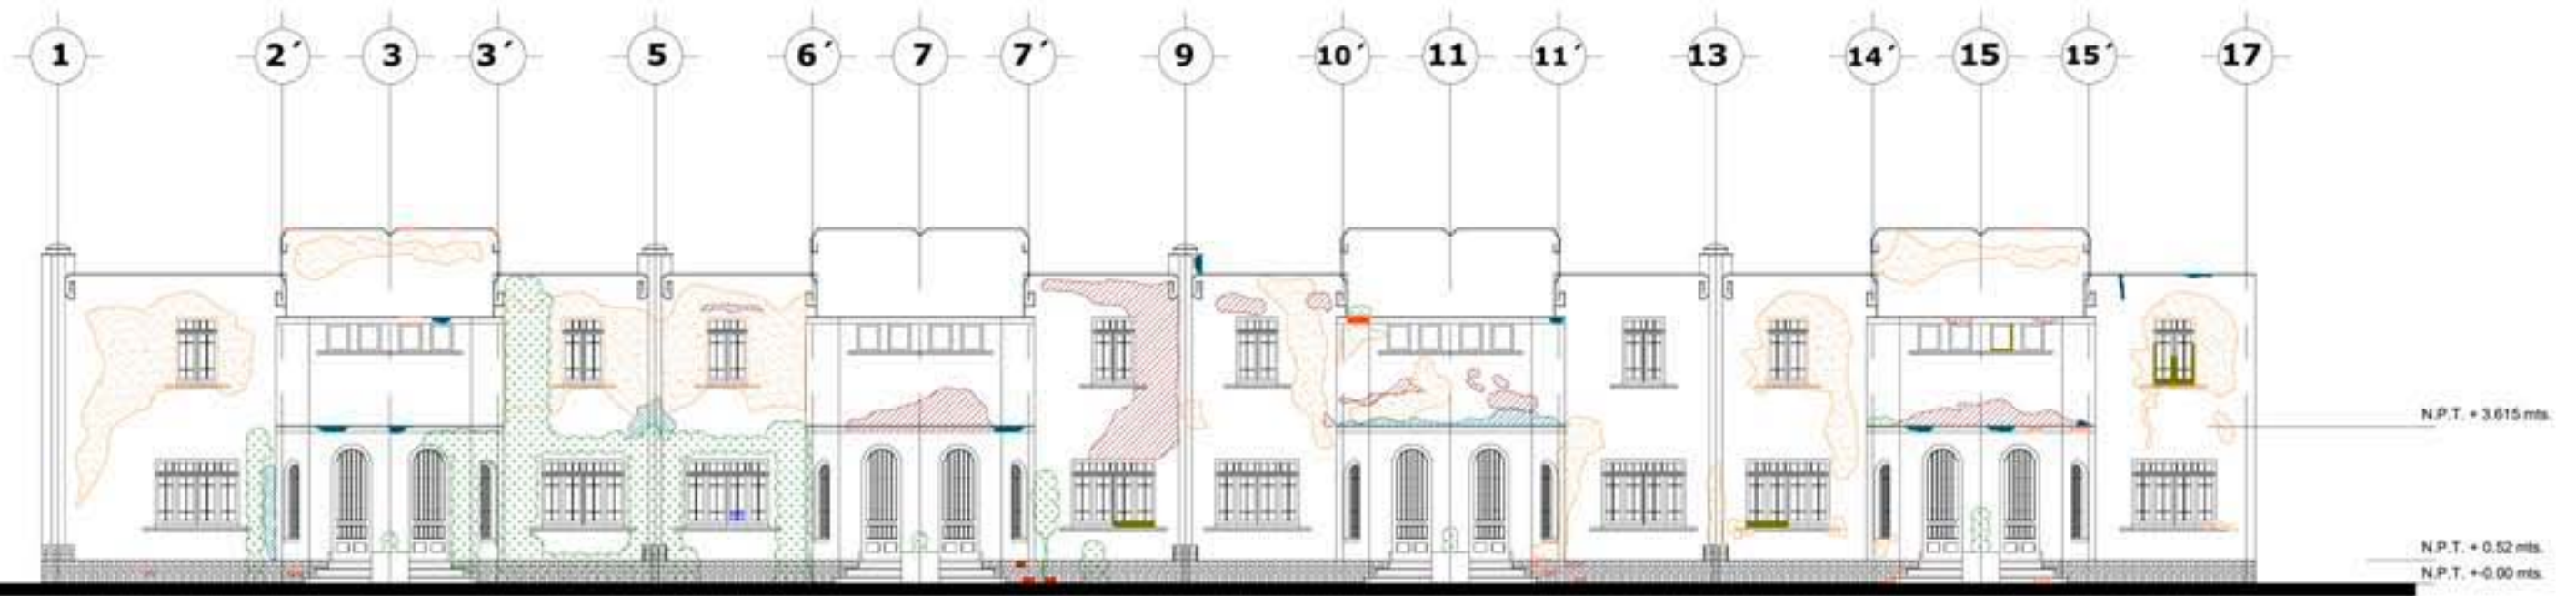 1 2´ 3 3´ 5 6´ 7 7´ 9 10´ 11 11´ 13 14´ 15 15´ 17
N.P.T. + 3.615 mts.
N.P.T. + 0.52 mts.
N.P.T. +-0.00 mts.